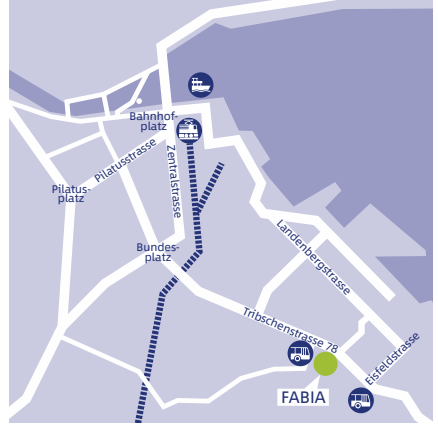 Bahnhof-
platz
Pilatusstrasse
Zentralstrasse
Pilatus-
platz
Bundes-
platz
Landenbergstrasse
Tribschenstrasse 78
Eisfeldstrasse
FABIA